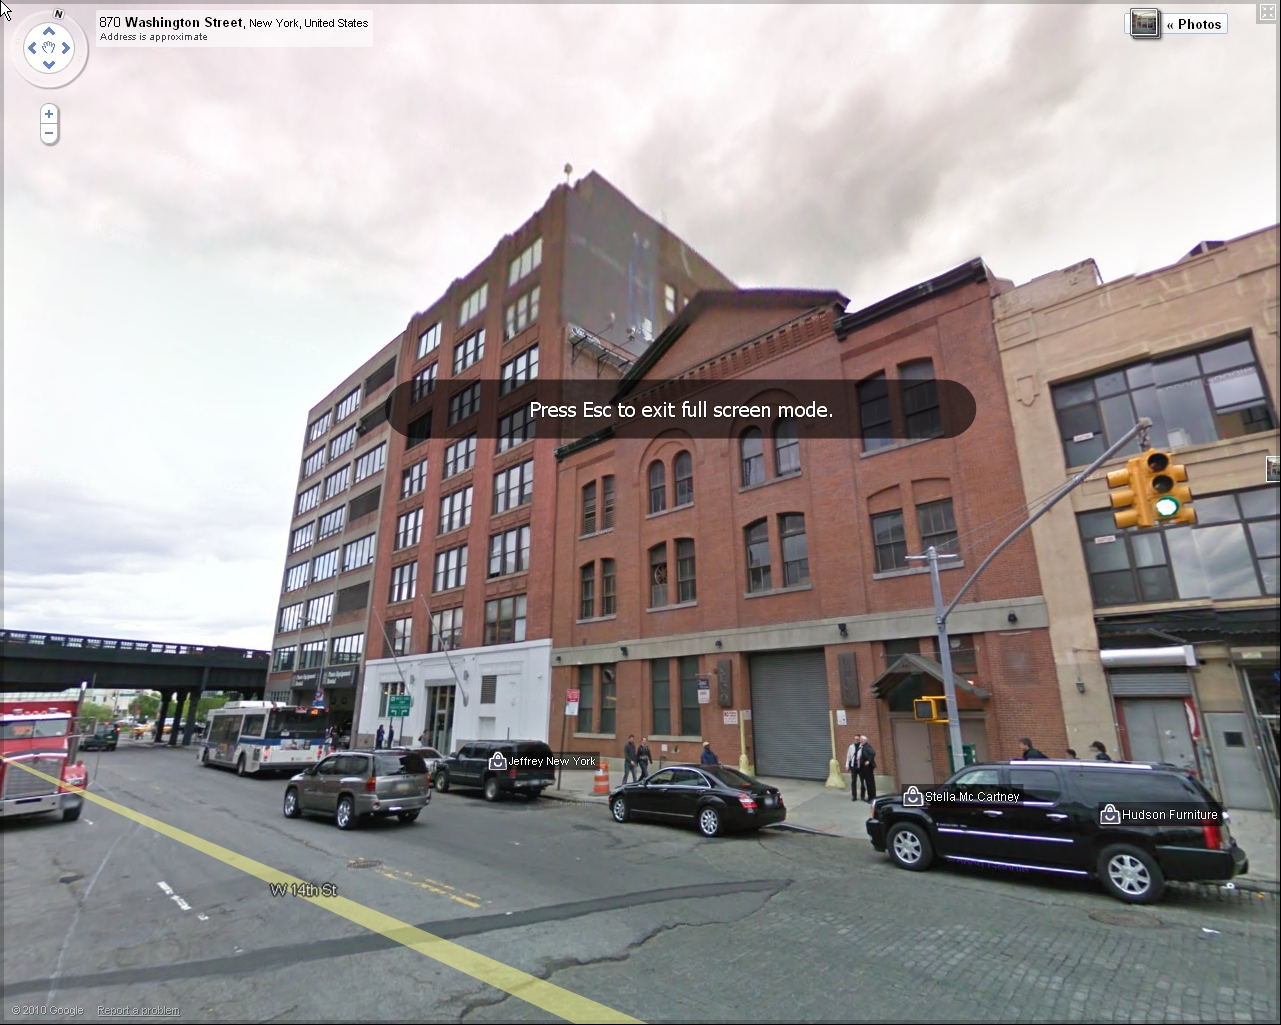 N
870 Washington Street, New York, United States
Address is approximate
« Photos
Press Esc to exit full screen mode.
Jeffrey New York
Stella Mc Cartney
Hudson Furniture
W 14th St
© 2010 Google
Report a problem